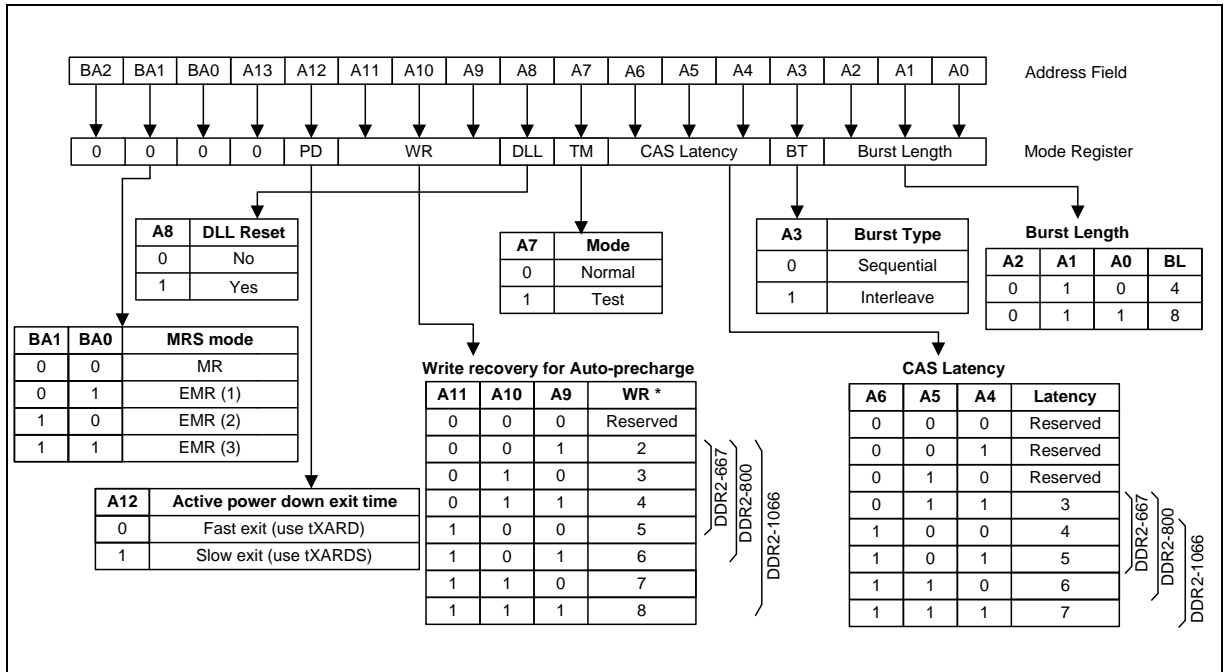 BA2 BA1 BA0 A13 A12 A11 A10 A9 A8 A7 A6 A5 A4 A3 A2 A1 A0 Address Field
0 0 0 0 PD WR DLL TM CAS Latency BT Burst Length Mode Register
A8 DLL Reset
0 No
1 Yes
A7 Mode
0 Normal
1 Test
A3 Burst Type
0 Sequential
1 Interleave
Burst Length
A2 A1 A0 BL
0 1 0 4
0 1 1 8
BA1 BA0 MRS mode
0 0 MR
0 1 EMR (1)
1 0 EMR (2)
1 1 EMR (3)
A12 Active power down exit time
0 Fast exit (use tXARD)
1 Slow exit (use tXARDS)
Write recovery for Auto-precharge
A11 A10 A9 WR *
0 0 0 Reserved
0 0 1 2
0 1 0 3
0 1 1 4
1 0 0 5
1 0 1 6
1 1 0 7
1 1 1 8
DDR2-667
DDR2-800
DDR2-1066
CAS Latency
A6 A5 A4 Latency
0 0 0 Reserved
0 0 1 Reserved
0 1 0 Reserved
0 1 1 3
1 0 0 4
1 0 1 5
1 1 0 6
1 1 1 7
DDR2-667
DDR2-800
DDR2-1066